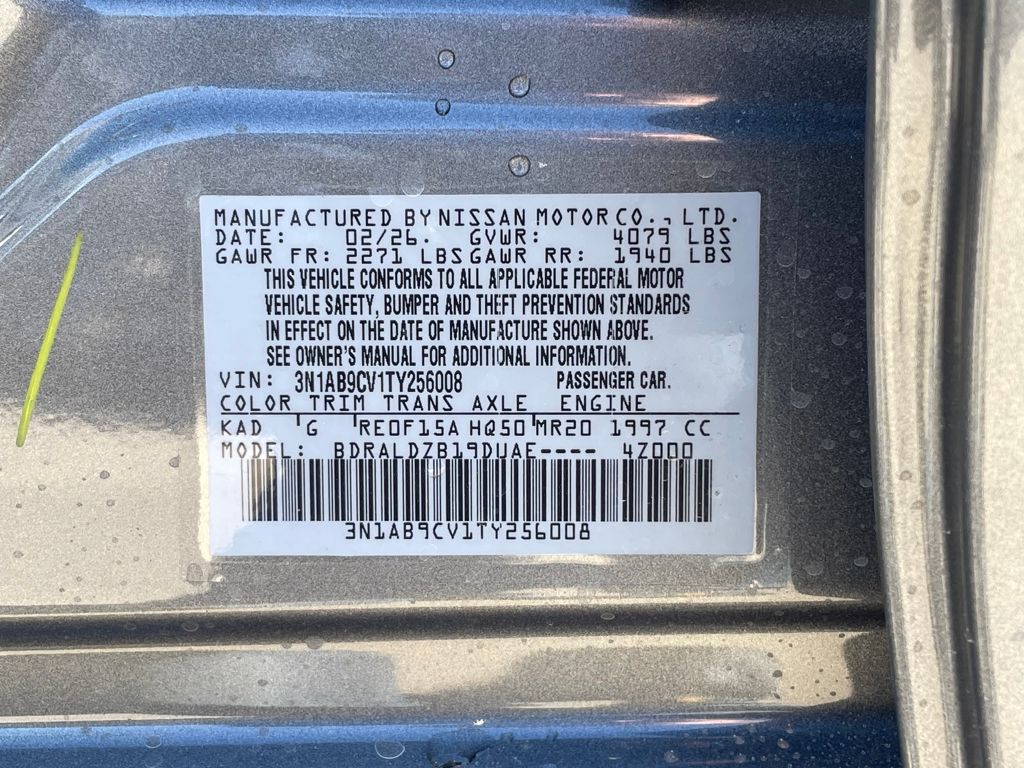 MANUFACTURED BY NISSAN MOTOR CO., LTD.
DATE: 02/26. GVWR: 4079 LBS
GAWR FR: 2271 LBS GAWR RR: 1940 LBS
THIS VEHICLE CONFORMS TO ALL APPLICABLE FEDERAL MOTOR
VEHICLE SAFETY, BUMPER AND THEFT PREVENTION STANDARDS
IN EFFECT ON THE DATE OF MANUFACTURE SHOWN ABOVE.
SEE OWNER'S MANUAL FOR ADDITIONAL INFORMATION.
VIN: 3N1AB9CV1TY256008 PASSENGER CAR.
COLOR TRIM TRANS AXLE ENGINE
KAD G RE0F15A HQ50 MR20 1997 CC
MODEL: BDRALDZB19DUAE---- 4Z000
3N1AB9CV1TY256008